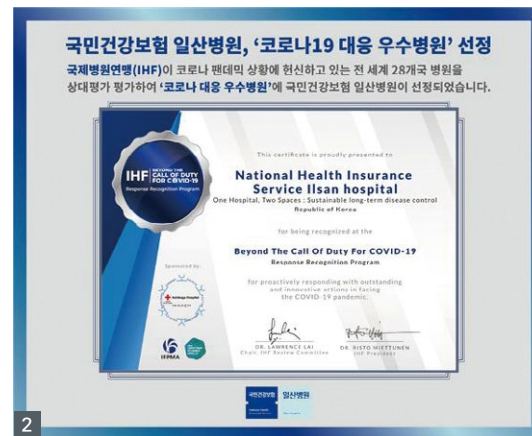 국민건강보험 일산병원, ‘코로나19 대응 우수병원’ 선정
국제병원연맹(IHF)이 코로나 팬데믹 상황에 헌신하고 있는 전 세계 28개국 병원을
상대평가 평가하여 ‘코로나 대응 우수병원’에 국민건강보험 일산병원이 선정되었습니다.
IHF BEYOND THE CALL OF DUTY FOR COVID-19
Response Recognition Program
This certificate is proudly presented to
National Health Insurance
Service Ilsan hospital
One Hospital, Two Spaces : Sustainable long-term disease control
Republic of Korea
for being recognized at the
Beyond The Call Of Duty For COVID-19
Response Recognition Program
for proactively responding with outstanding
and innovative actions in facing
the COVID-19 pandemic.
Sponsored by:
DR. LAWRENCE LAI
Chair, IHF Review Committee
DR. RISTO MIETTUNEN
IHF President
IFPMA
국민건강보험 일산병원
2